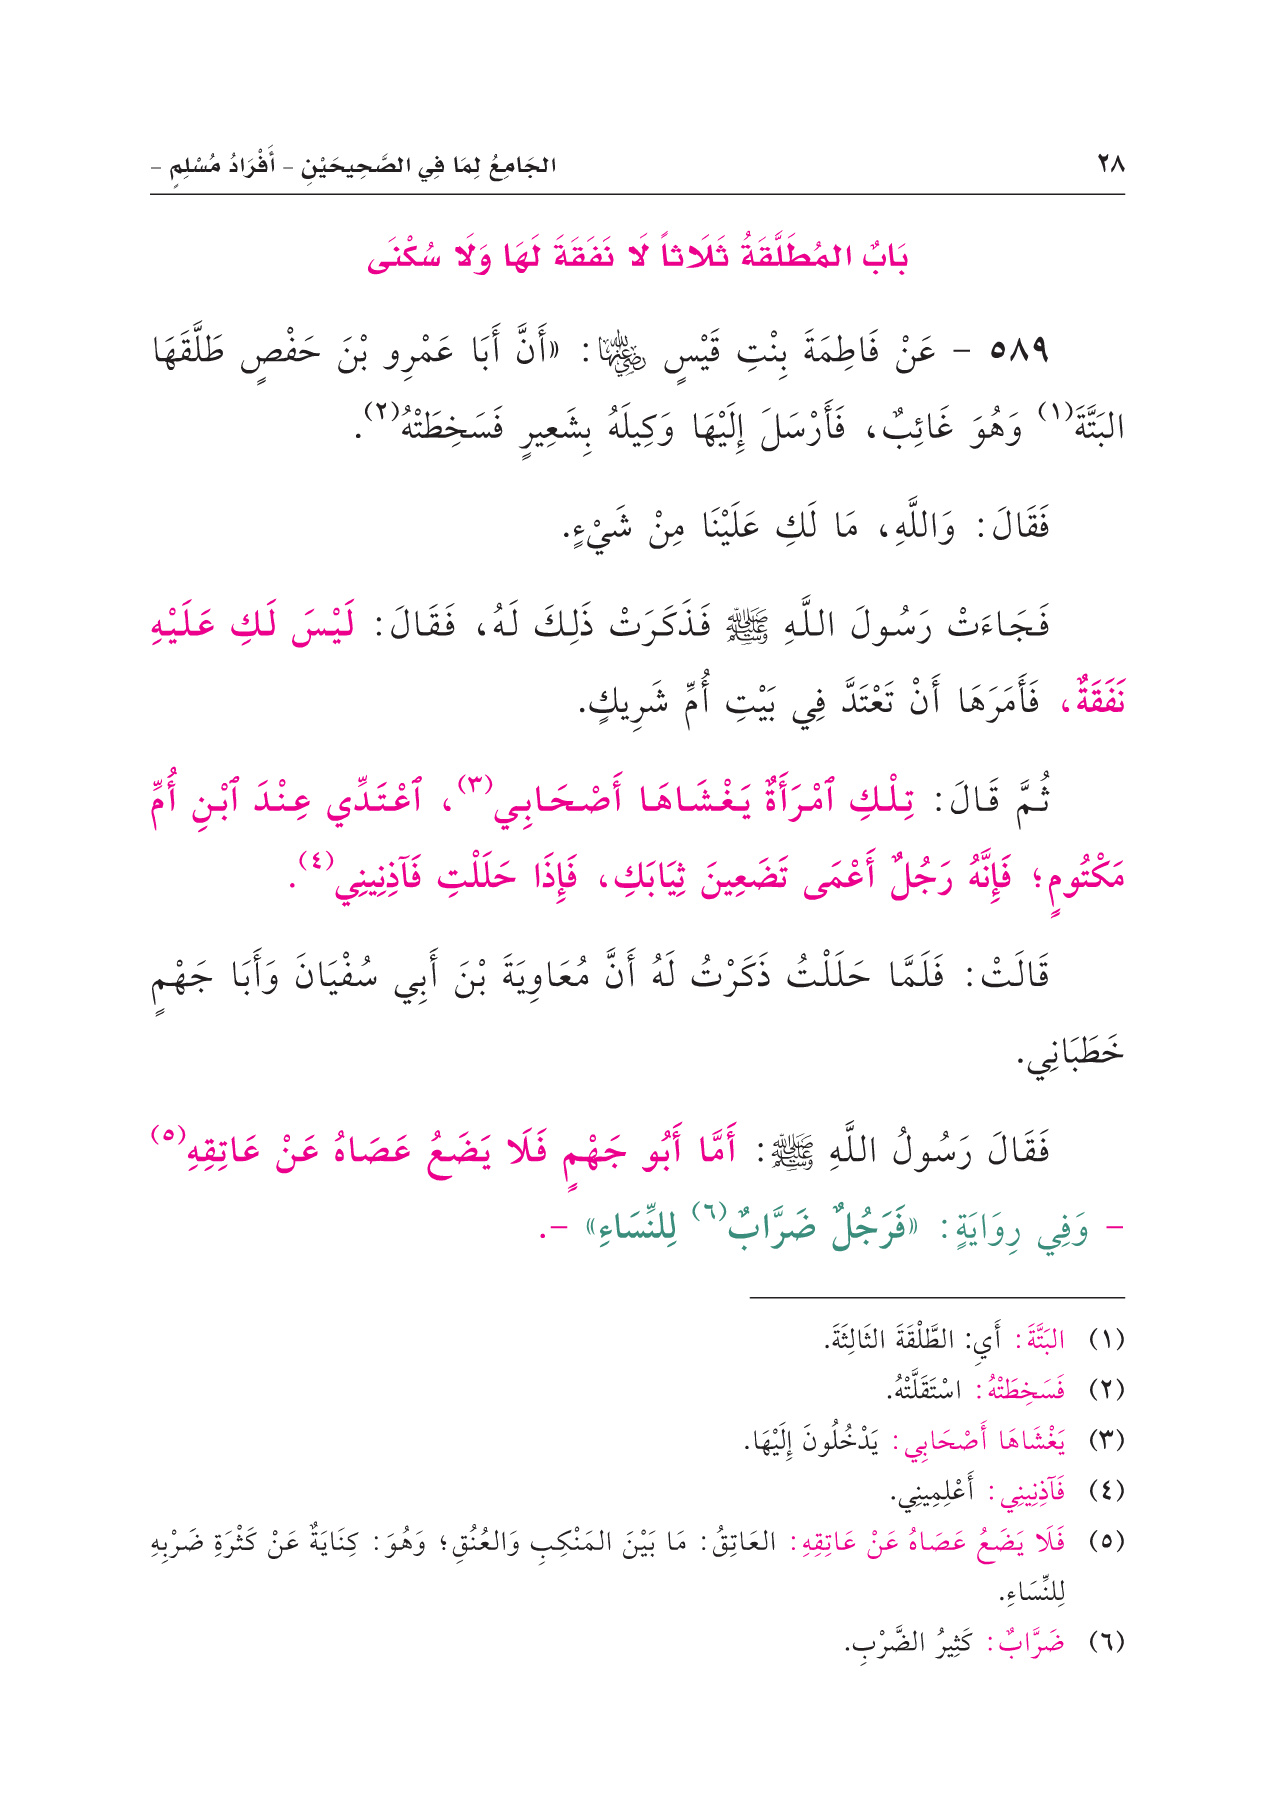 ٢٨ الجَامِعُ لِمَا فِي الصَّحِيحَيْنِ – أَفْرَادُ مُسْلِمٍ –
بَابٌ المُطَلَّقَةُ ثَلَاثاً لَا نَفَقَةَ لَهَا وَلَا سُكْنَى
٥٨٩ – عَنْ فَاطِمَةَ بِنْتِ قَيْسٍ رضي الله عنها: «أَنَّ أَبَا عَمْرِو بْنَ حَفْصٍ طَلَّقَهَا
البَتَّةَ(١) وَهُوَ غَائِبٌ، فَأَرْسَلَ إِلَيْهَا وَكِيلَهُ بِشَعِيرٍ فَسَخِطَتْهُ(٢).
فَقَالَ: وَاللَّهِ، مَا لَكِ عَلَيْنَا مِنْ شَيْءٍ.
فَجَاءَتْ رَسُولَ اللَّهِ ﷺ فَذَكَرَتْ ذَلِكَ لَهُ، فَقَالَ: لَيْسَ لَكِ عَلَيْهِ
نَفَقَةٌ، فَأَمَرَهَا أَنْ تَعْتَدَّ فِي بَيْتِ أُمِّ شَرِيكٍ.
ثُمَّ قَالَ: تِلْكِ ٱمْرَأَةٌ يَغْشَاهَا أَصْحَابِي(٣)، ٱعْتَدِّي عِنْدَ ٱبْنِ أُمِّ
مَكْتُومٍ؛ فَإِنَّهُ رَجُلٌ أَعْمَى تَضَعِينَ ثِيَابَكِ، فَإِذَا حَلَلْتِ فَآذِنِينِي(٤).
قَالَتْ: فَلَمَّا حَلَلْتُ ذَكَرْتُ لَهُ أَنَّ مُعَاوِيَةَ بْنَ أَبِي سُفْيَانَ وَأَبَا جَهْمٍ
خَطَبَانِي.
فَقَالَ رَسُولُ اللَّهِ ﷺ: أَمَّا أَبُو جَهْمٍ فَلَا يَضَعُ عَصَاهُ عَنْ عَاتِقِهِ(٥)
– وَفِي رِوَايَةٍ: «فَرَجُلٌ ضَرَّابٌ(٦) لِلنِّسَاءِ» –.
(١) البَتَّةَ: أَيِ: الطَّلْقَةَ الثَّالِثَةَ.
(٢) فَسَخِطَتْهُ: اسْتَقَلَّتْهُ.
(٣) يَغْشَاهَا أَصْحَابِي: يَدْخُلُونَ إِلَيْهَا.
(٤) فَآذِنِينِي: أَعْلِمِينِي.
(٥) فَلَا يَضَعُ عَصَاهُ عَنْ عَاتِقِهِ: العَاتِقُ: مَا بَيْنَ المَنْكِبِ وَالعُنُقِ؛ وَهُوَ: كِنَايَةٌ عَنْ كَثْرَةِ ضَرْبِهِ
لِلنِّسَاءِ.
(٦) ضَرَّابٌ: كَثِيرُ الضَّرْبِ.